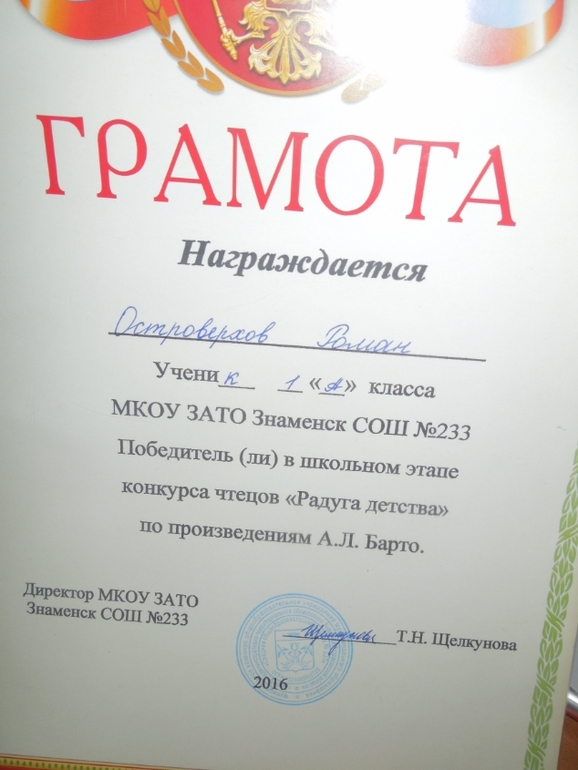 ГРАМОТА
Награждается
Островерхов Роман
Ученик 1 «А» класса
МКОУ ЗАТО Знаменск СОШ №233
Победитель (ли) в школьном этапе
конкурса чтецов «Радуга детства»
по произведениям А.Л. Барто.
Директор МКОУ ЗАТО
Знаменск СОШ №233
Т.Н. Щелкунова
2016